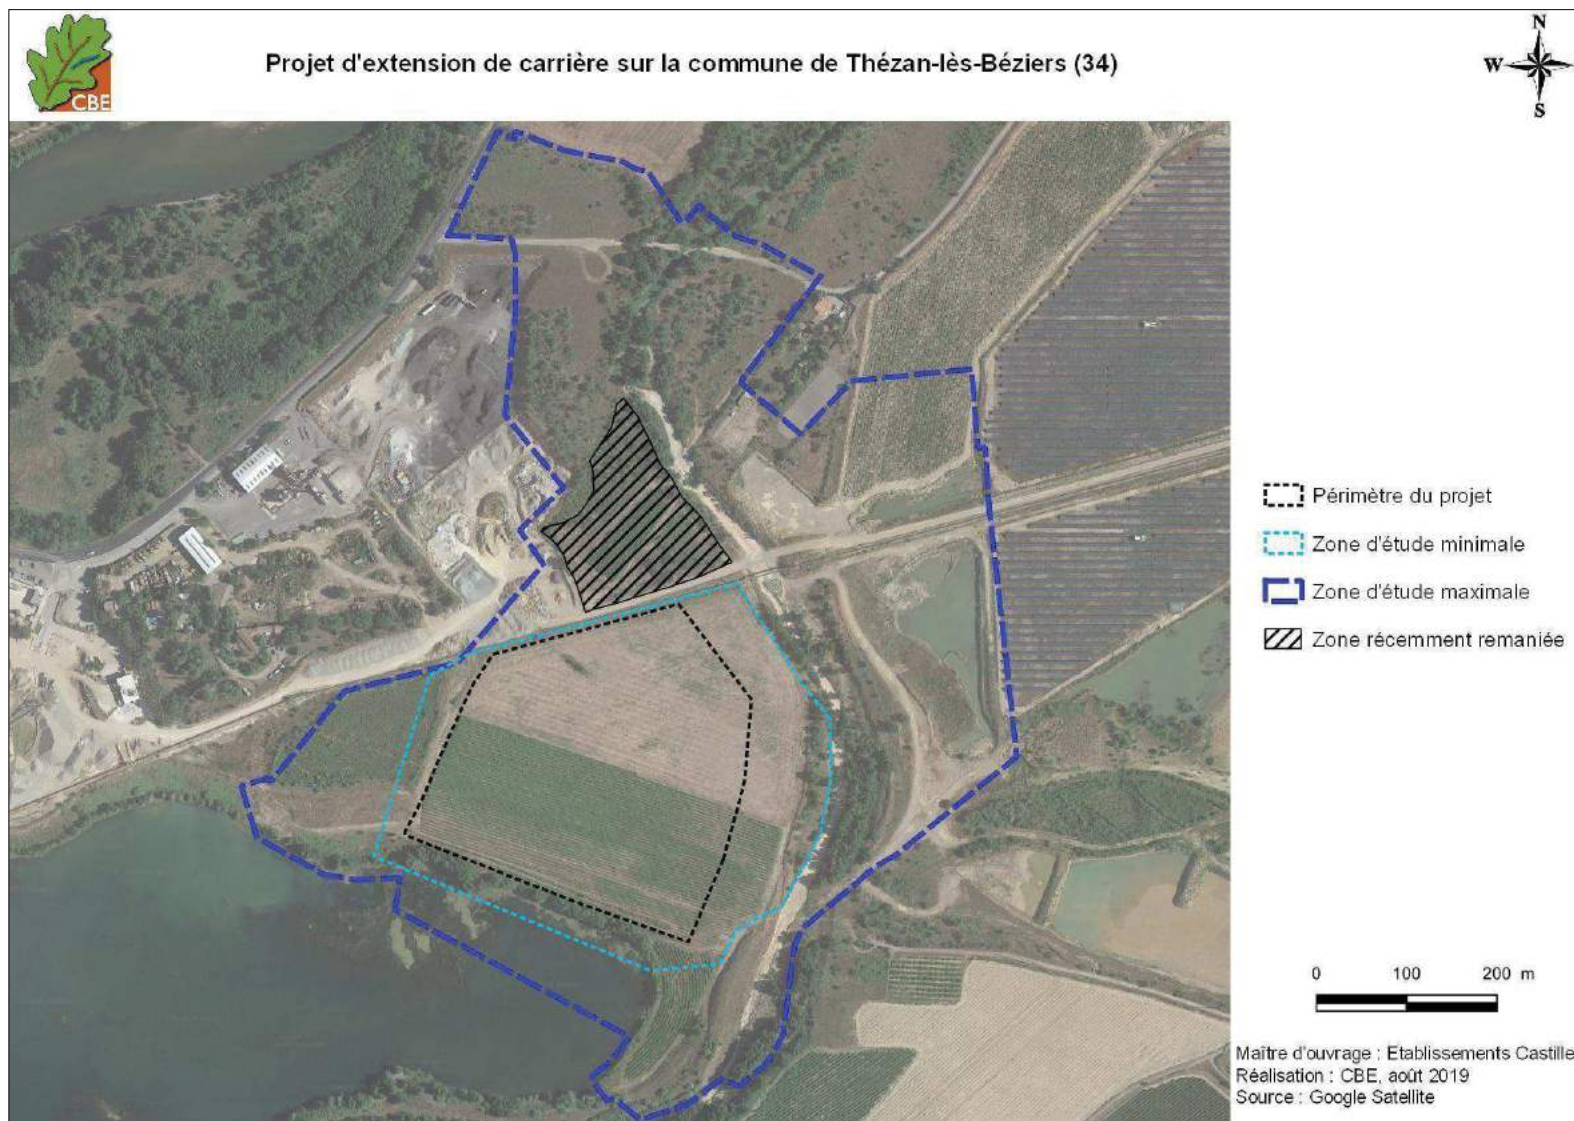 CBE
Projet d'extension de carrière sur la commune de Thézan-lès-Béziers (34)
N
W
S
Périmètre du projet
Zone d'étude minimale
Zone d'étude maximale
Zone récemment remaniée
0 100 200 m
Maître d'ouvrage : Etablissements Castille
Réalisation : CBE, août 2019
Source : Google Satellite